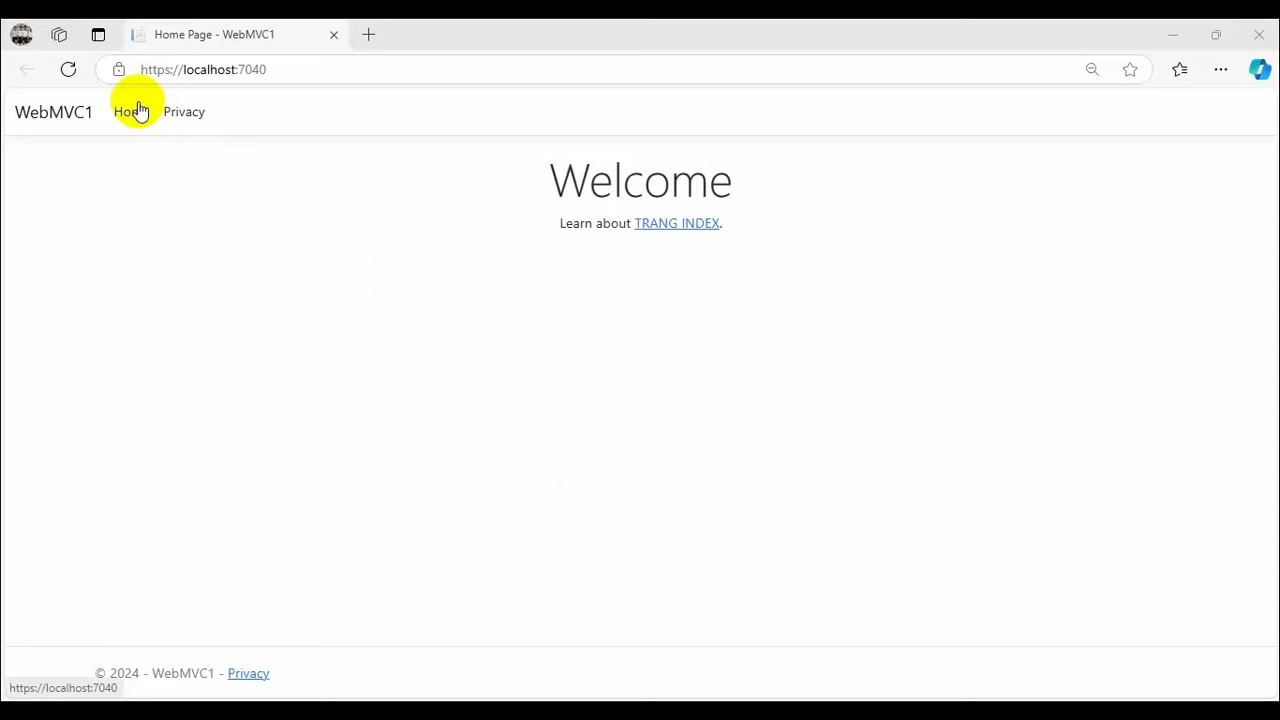 Home Page - WebMVC1
https://localhost:7040
WebMVC1 Privacy
Welcome
Learn about TRANG INDEX.
© 2024 - WebMVC1 - Privacy
https://localhost:7040